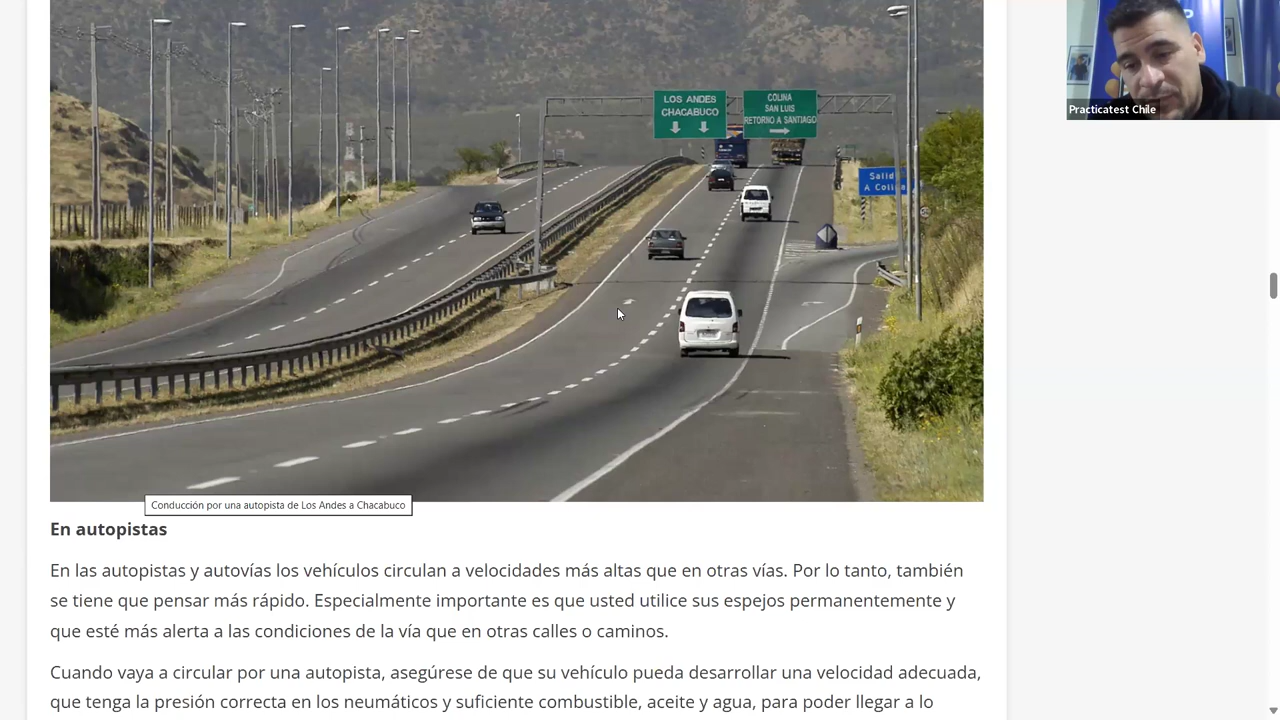 LOS ANDES
CHACABUCO
COLINA
SAN LUIS
RETORNO A SANTIAGO
Salida
A Colina
Practicatest Chile
Conducción por una autopista de Los Andes a Chacabuco
En autopistas
En las autopistas y autovías los vehículos circulan a velocidades más altas que en otras vías. Por lo tanto, también
se tiene que pensar más rápido. Especialmente importante es que usted utilice sus espejos permanentemente y
que esté más alerta a las condiciones de la vía que en otras calles o caminos.
Cuando vaya a circular por una autopista, asegúrese de que su vehículo pueda desarrollar una velocidad adecuada,
que tenga la presión correcta en los neumáticos y suficiente combustible, aceite y agua, para poder llegar a lo